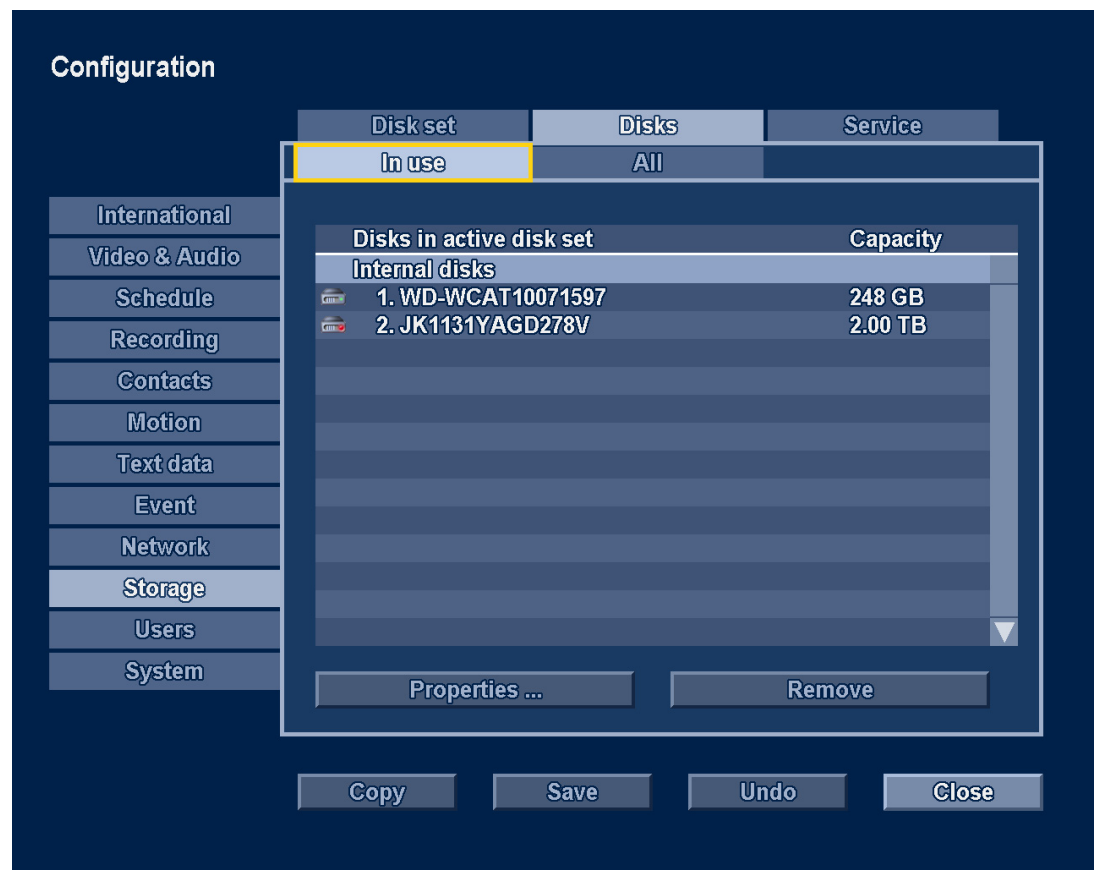 Configuration
Disk set Disks Service
In use All
International
Video & Audio
Schedule
Recording
Contacts
Motion
Text data
Event
Network
Storage
Users
System
Disks in active disk set Capacity
Internal disks
1. WD-WCAT10071597 248 GB
2. JK1131YAGD278V 2.00 TB
Properties ... Remove
Copy Save Undo Close